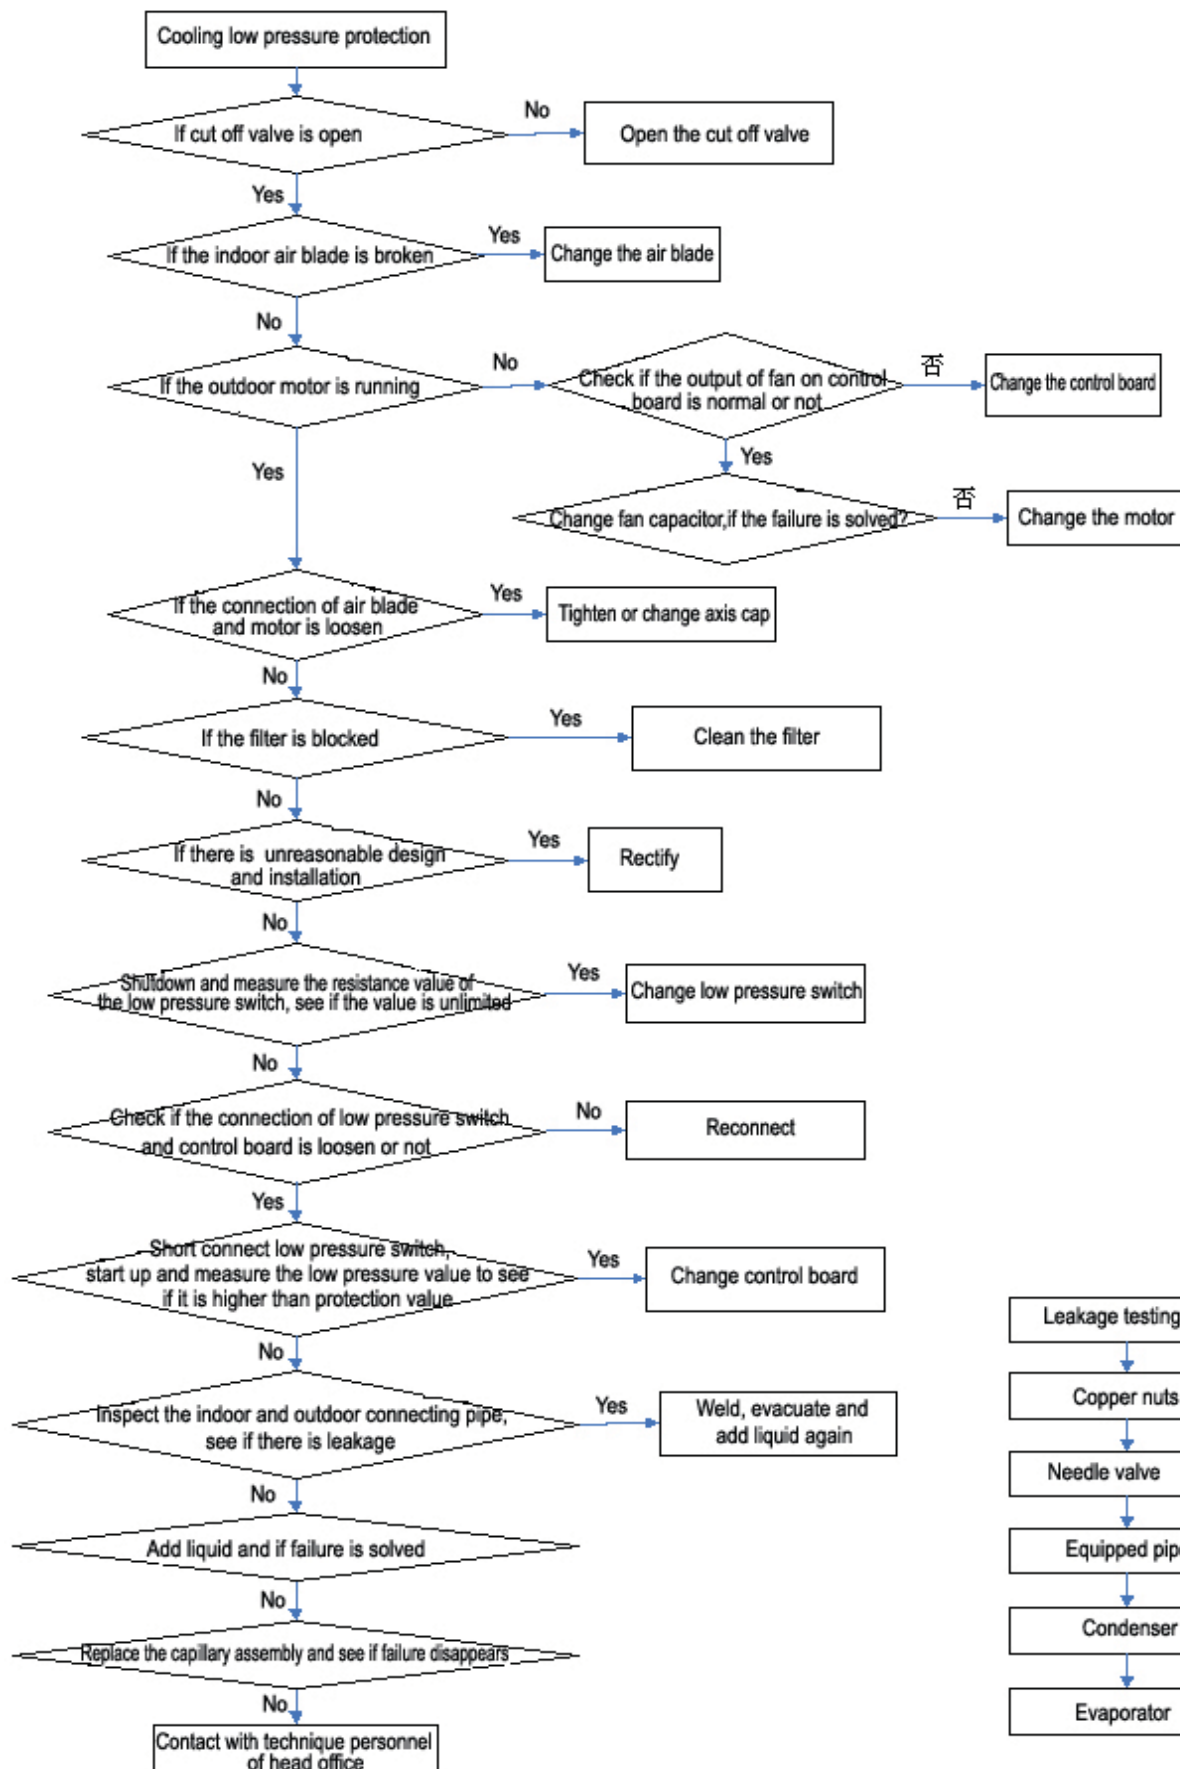 Cooling low pressure protection
If cut off valve is open
No
Open the cut off valve
Yes
If the indoor air blade is broken
Yes
Change the air blade
No
If the outdoor motor is running
No
Check if the output of fan on control
board is normal or not
否
Change the control board
Yes
Yes
Change fan capacitor,if the failure is solved?
否
Change the motor
If the connection of air blade
and motor is loosen
Yes
Tighten or change axis cap
No
If the filter is blocked
Yes
Clean the filter
No
If there is unreasonable design
and installation
Yes
Rectify
No
Shutdown and measure the resistance value of
the low pressure switch, see if the value is unlimited
Yes
Change low pressure switch
No
Check if the connection of low pressure switch
and control board is loosen or not
No
Reconnect
Yes
Short connect low pressure switch,
start up and measure the low pressure value to see
if it is higher than protection value
Yes
Change control board
No
Inspect the indoor and outdoor connecting pipe,
see if there is leakage
Yes
Weld, evacuate and
add liquid again
No
Add liquid and if failure is solved
No
Replace the capillary assembly and see if failure disappears
No
Contact with technique personnel
of head office
Leakage testing
Copper nuts
Needle valve
Equipped pip
Condenser
Evaporator